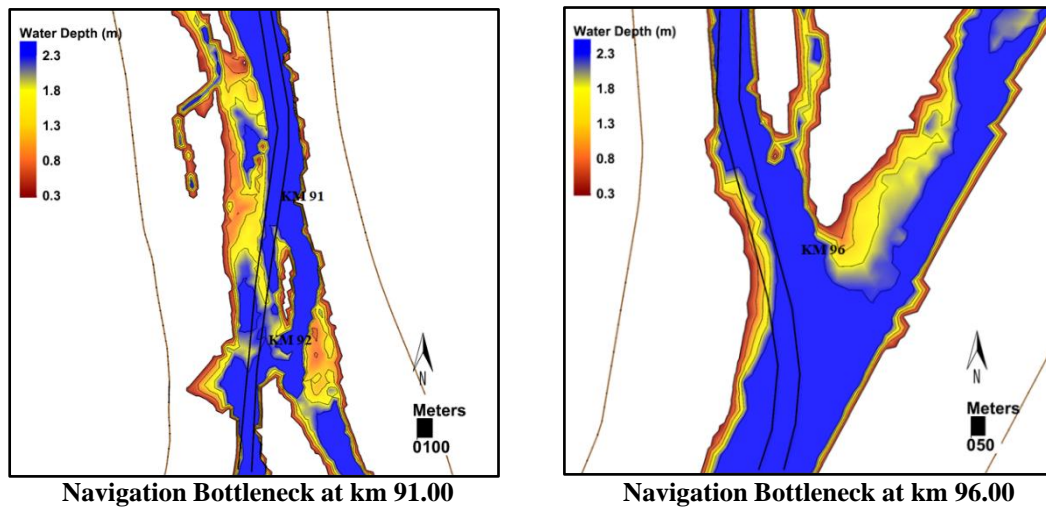 Water Depth (m)
2.3
1.8
1.3
0.8
0.3
KM 91
KM 92
N
Meters
0100
Navigation Bottleneck at km 91.00
Water Depth (m)
2.3
1.8
1.3
0.8
0.3
KM 96
N
Meters
050
Navigation Bottleneck at km 96.00